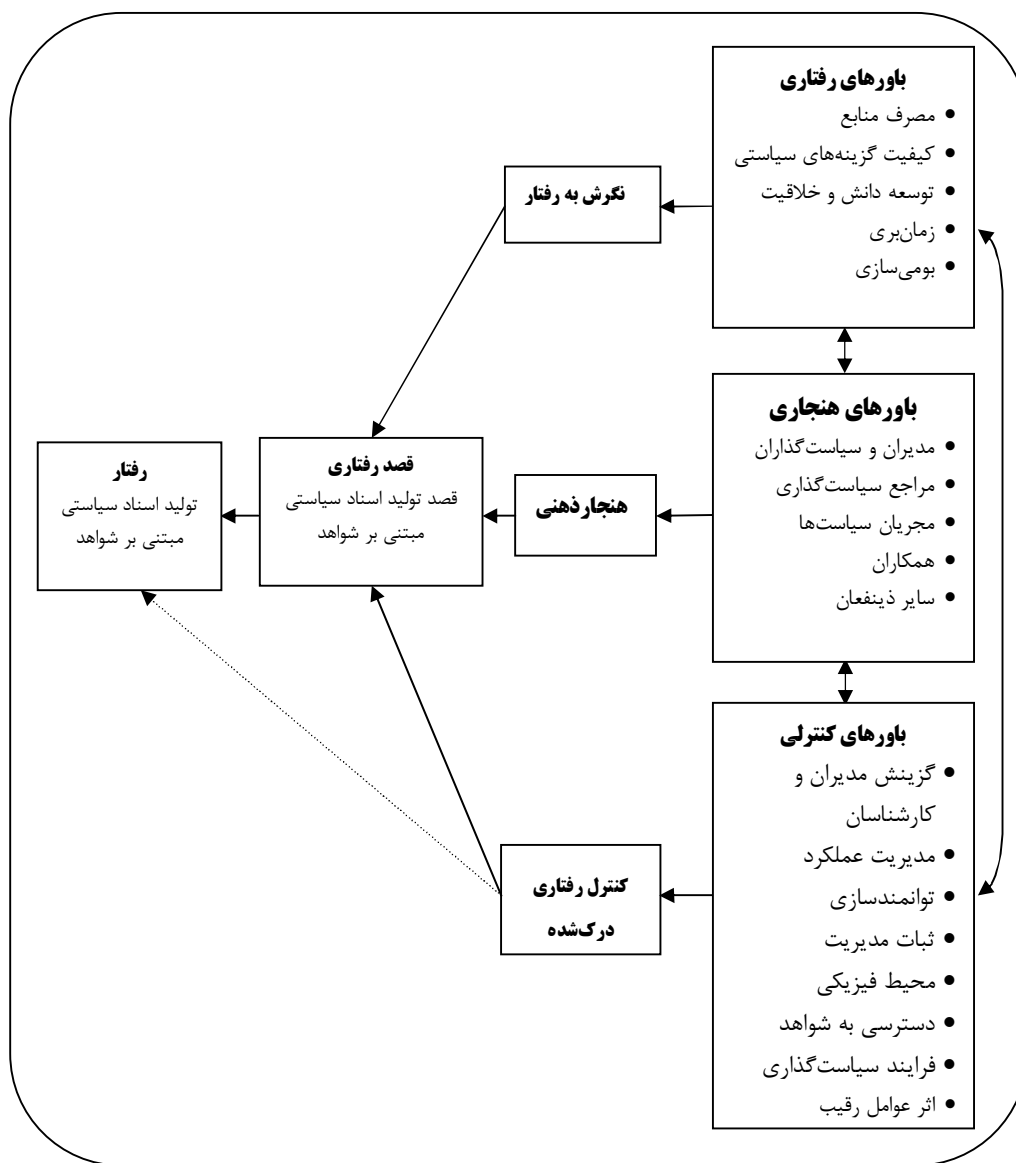 باورهای رفتاری
• مصرف منابع
• کیفیت گزینه‌های سیاستی
• توسعه دانش و خلاقیت
• زمان‌بری
• بومی‌سازی
نگرش به رفتار
باورهای هنجاری
• مدیران و سیاست‌گذاران
• مراجع سیاست‌گذاری
• مجریان سیاست‌ها
• همکاران
• سایر ذینفعان
هنجارذهنی
قصد رفتاری
قصد تولید اسناد سیاستی
مبتنی بر شواهد
رفتار
تولید اسناد سیاستی
مبتنی بر شواهد
باورهای کنترلی
• گزینش مدیران و
کارشناسان
• مدیریت عملکرد
• توانمندسازی
• ثبات مدیریت
• محیط فیزیکی
• دسترسی به شواهد
• فرایند سیاست‌گذاری
• اثر عوامل رقیب
کنترل رفتاری
درک‌شده